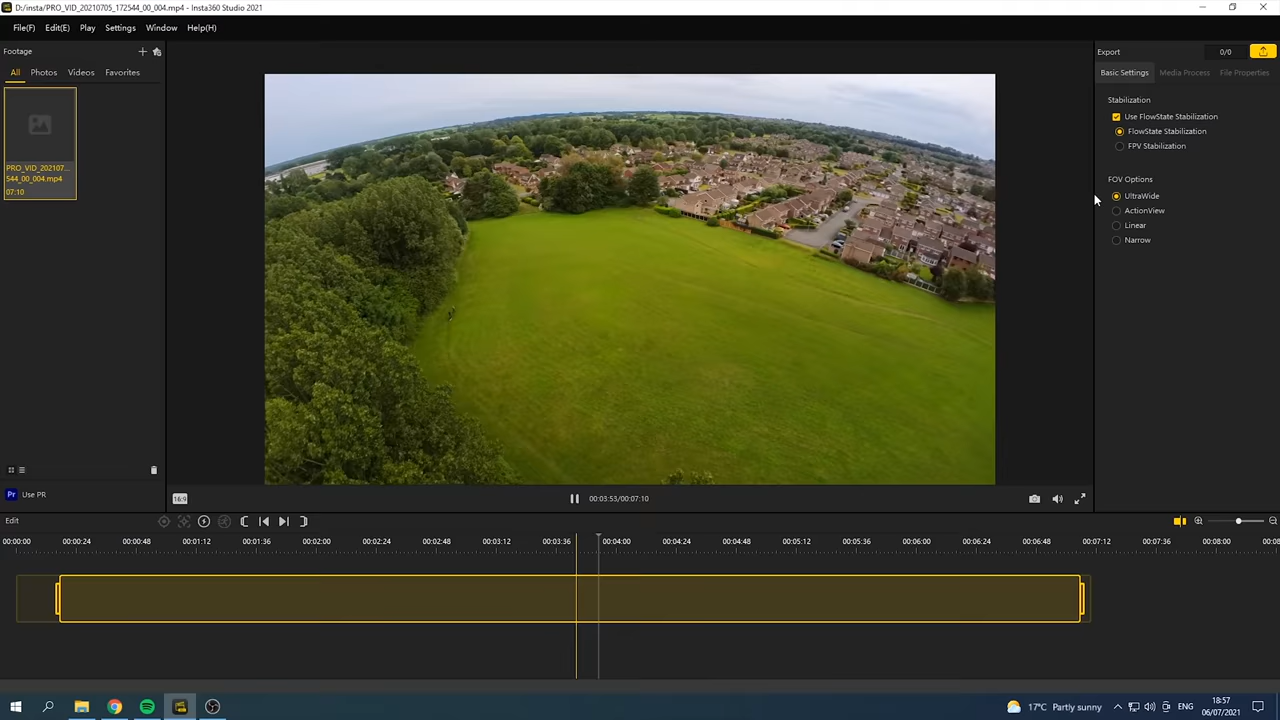 D:/insta/PRO_VID_20210705_172544_00_004.mp4 - Insta360 Studio 2021
File(F) Edit(E) Play Settings Window Help(H)
Footage
All Photos Videos Favorites
PRO_VID_202107...
544_00_004.mp4
07:10
Pr Use PR
16:9
00:03:53/00:07:10
Export 0/0
Basic Settings Media Process File Properties
Stabilization
Use FlowState Stabilization
FlowState Stabilization
FPV Stabilization
FOV Options
UltraWide
ActionView
Linear
Narrow
Edit
00:00:00 00:00:24 00:00:48 00:01:12 00:01:36 00:02:00 00:02:24 00:02:48 00:03:12 00:03:36 00:04:00 00:04:24 00:04:48 00:05:12 00:05:36 00:06:00 00:06:24 00:06:48 00:07:12 00:07:36 00:08:00 00:08
17°C Partly sunny ENG 18:57
06/07/2021